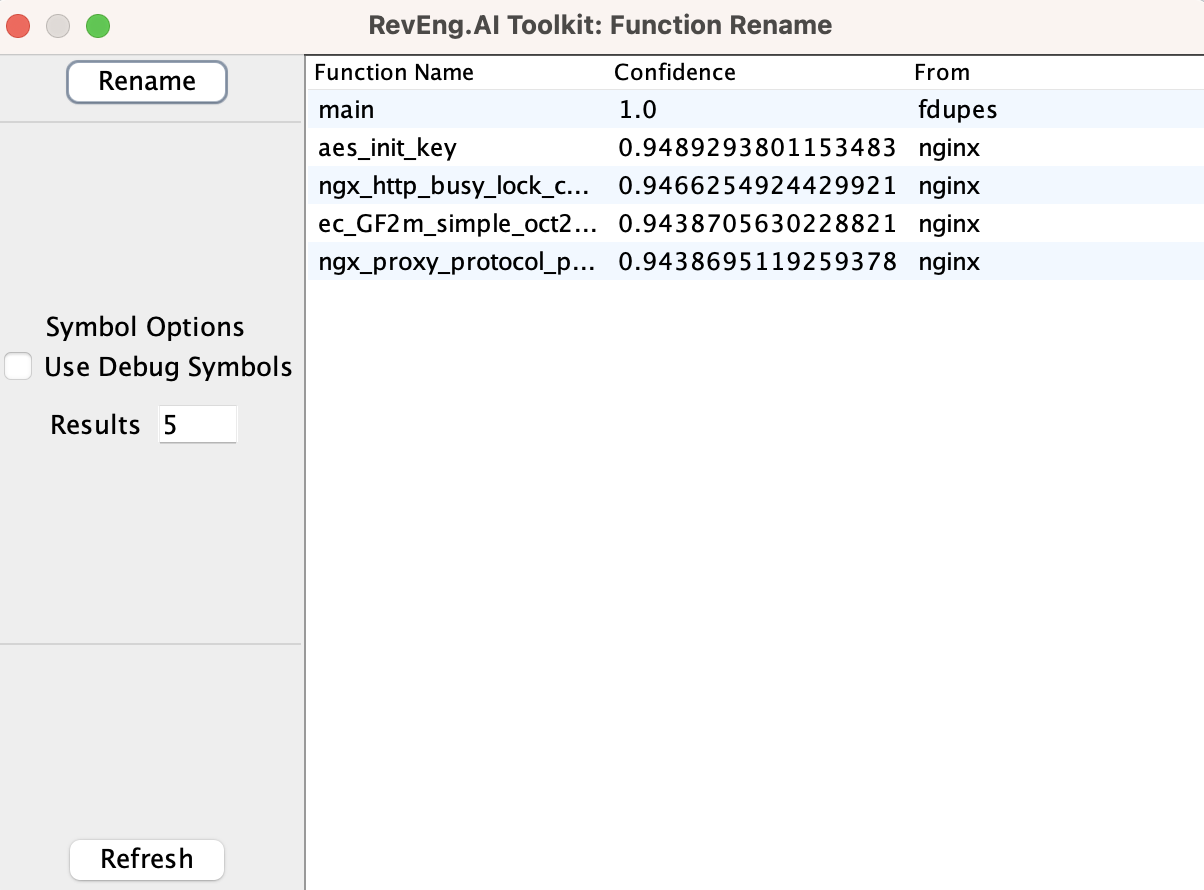 RevEng.AI Toolkit: Function Rename
Rename
Symbol Options
Use Debug Symbols
Results 5
Refresh
Function Name Confidence From
main 1.0 fdupes
aes_init_key 0.9489293801153483 nginx
ngx_http_busy_lock_c... 0.9466254924429921 nginx
ec_GF2m_simple_oct2... 0.9438705630228821 nginx
ngx_proxy_protocol_p... 0.9438695119259378 nginx